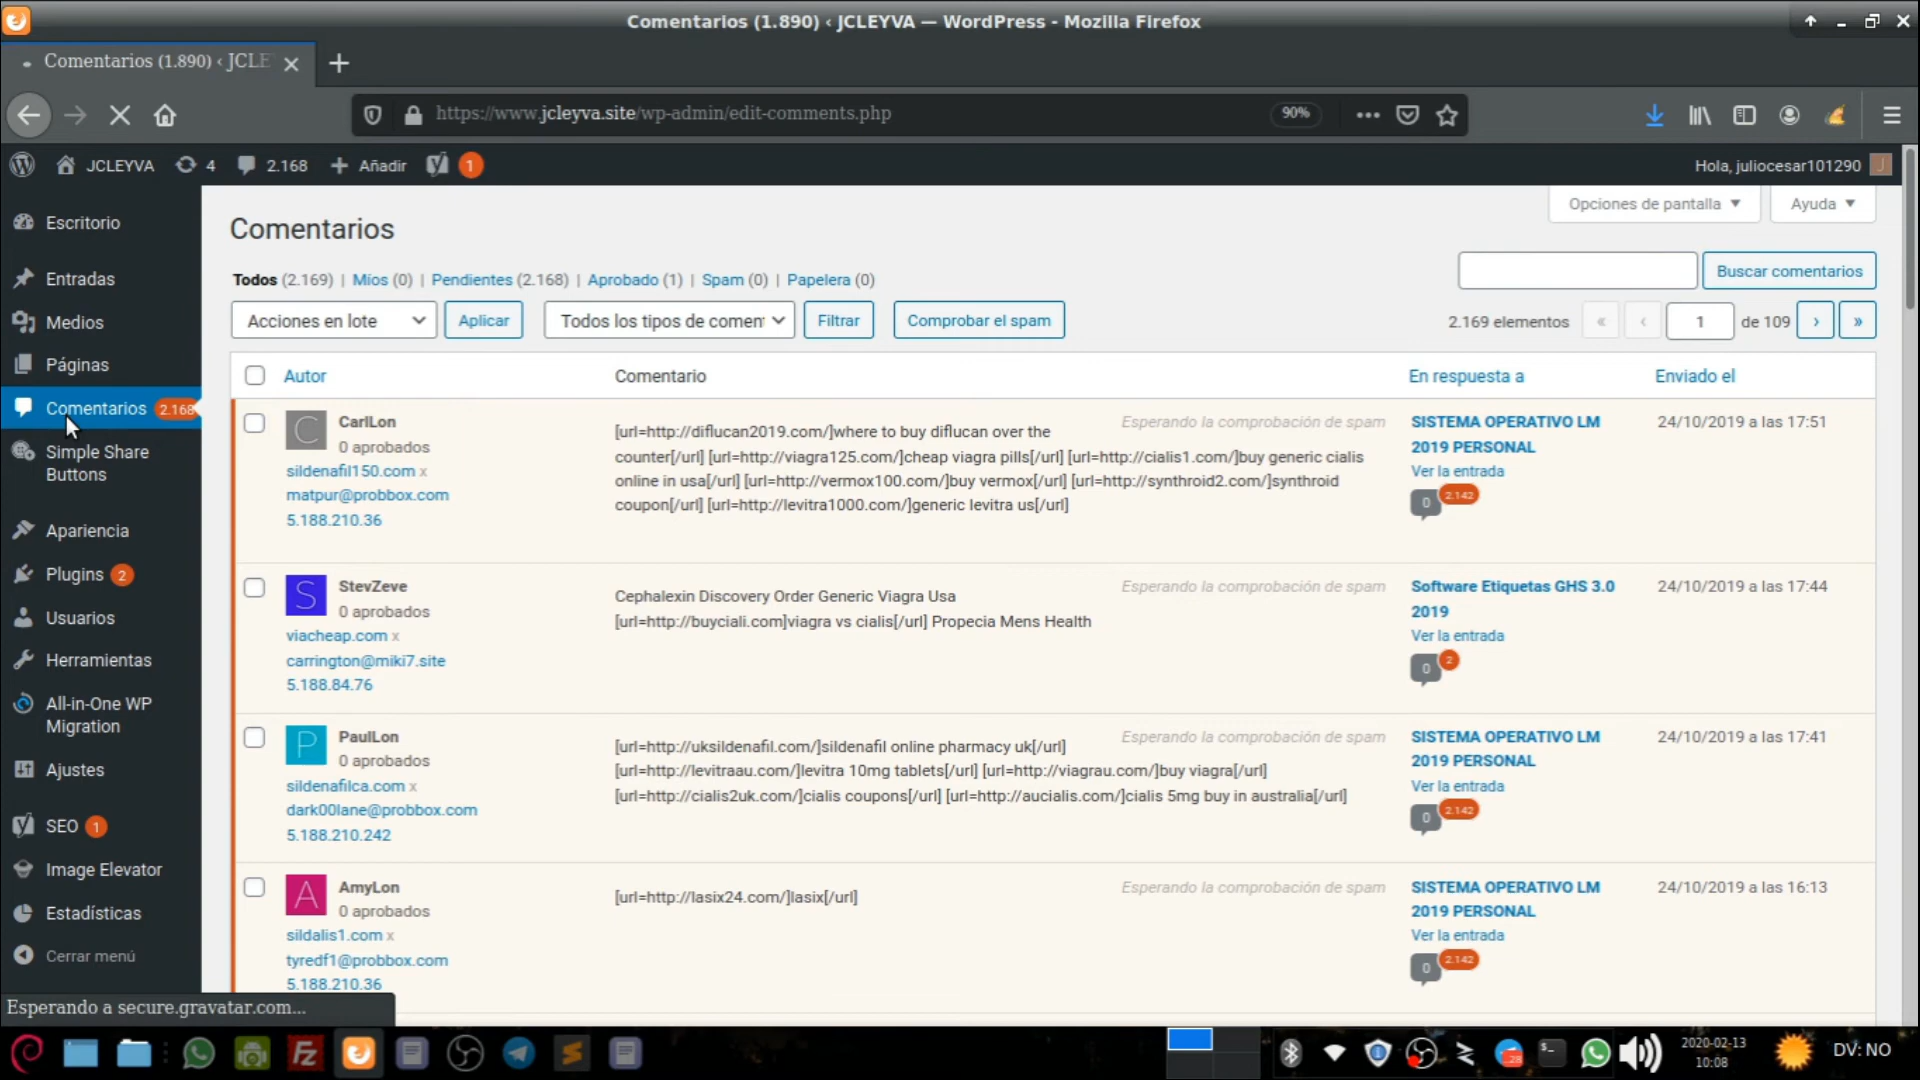 Comentarios (1.890) ‹ JCLEYVA — WordPress - Mozilla Firefox
Comentarios (1.890) ‹ JCLE
https://www.jcleyva.site/wp-admin/edit-comments.php
90%
JCLEYVA
4
2.168
Añadir
1
Hola, juliocesar101290
Escritorio
Entradas
Medios
Páginas
Comentarios 2.168
Simple Share
Buttons
Apariencia
Plugins 2
Usuarios
Herramientas
All-in-One WP
Migration
Ajustes
SEO 1
Image Elevator
Estadísticas
Cerrar menú
Esperando a secure.gravatar.com...
Opciones de pantalla
Ayuda
Comentarios
Todos (2.169) | Míos (0) | Pendientes (2.168) | Aprobado (1) | Spam (0) | Papelera (0)
Buscar comentarios
Acciones en lote
Aplicar
Todos los tipos de coment
Filtrar
Comprobar el spam
2.169 elementos
« ‹ 1 de 109 › »
Autor
Comentario
En respuesta a
Enviado el
C
CarlLon
0 aprobados
sildenafil150.com x
matpur@probbox.com
5.188.210.36
Esperando la comprobación de spam
[url=http://diflucan2019.com/]where to buy diflucan over the
counter[/url] [url=http://viagra125.com/]cheap viagra pills[/url] [url=http://cialis1.com/]buy generic cialis
online in usa[/url] [url=http://vermox100.com/]buy vermox[/url] [url=http://synthroid2.com/]synthroid
coupon[/url] [url=http://levitra1000.com/]generic levitra us[/url]
SISTEMA OPERATIVO LM
2019 PERSONAL
Ver la entrada
0 2.142
24/10/2019 a las 17:51
S
StevZeve
0 aprobados
viacheap.com x
carrington@miki7.site
5.188.84.76
Esperando la comprobación de spam
Cephalexin Discovery Order Generic Viagra Usa
[url=http://buyciali.com]viagra vs cialis[/url] Propecia Mens Health
Software Etiquetas GHS 3.0
2019
Ver la entrada
0 2
24/10/2019 a las 17:44
P
PaulLon
0 aprobados
sildenafilca.com x
dark00lane@probbox.com
5.188.210.242
Esperando la comprobación de spam
[url=http://uksildenafil.com/]sildenafil online pharmacy uk[/url]
[url=http://levitraau.com/]levitra 10mg tablets[/url] [url=http://viagrau.com/]buy viagra[/url]
[url=http://cialis2uk.com/]cialis coupons[/url] [url=http://aucialis.com/]cialis 5mg buy in australia[/url]
SISTEMA OPERATIVO LM
2019 PERSONAL
Ver la entrada
0 2.142
24/10/2019 a las 17:41
A
AmyLon
0 aprobados
sildalis1.com x
tyredf1@probbox.com
5.188.210.36
Esperando la comprobación de spam
[url=http://lasix24.com/]lasix[/url]
SISTEMA OPERATIVO LM
2019 PERSONAL
Ver la entrada
0 2.142
24/10/2019 a las 16:13
2020-02-13
10:08
DV: NO